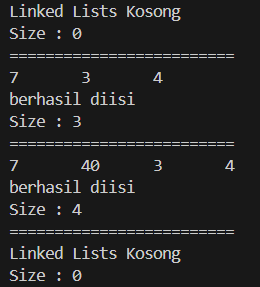 Linked Lists Kosong
Size : 0
=========================
7       3       4
berhasil diisi
Size : 3
=========================
7       40      3       4
berhasil diisi
Size : 4
=========================
Linked Lists Kosong
Size : 0